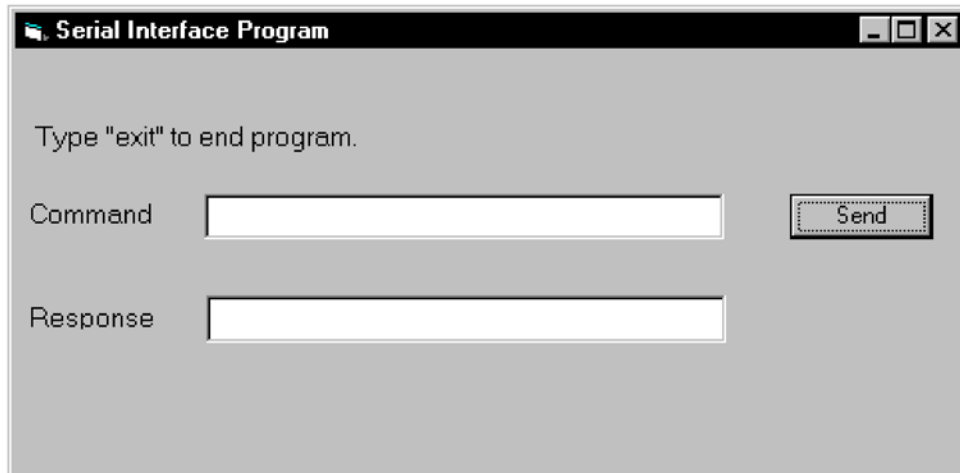 Serial Interface Program
Type "exit" to end program.
Command
Send
Response